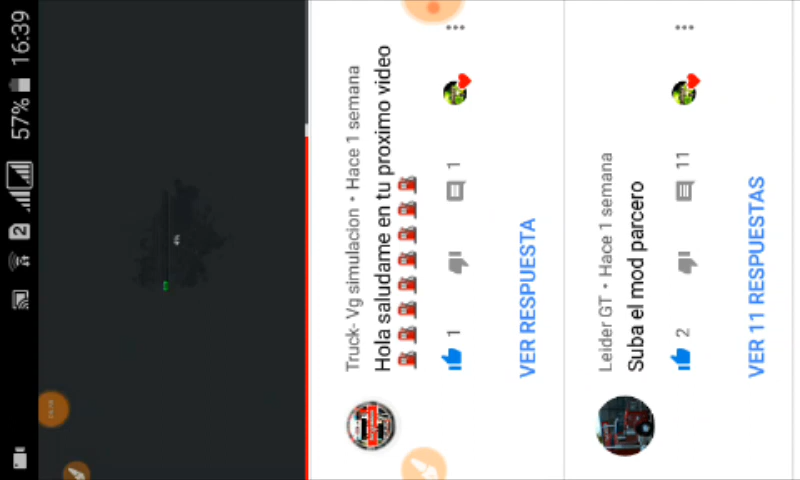 57% 16:39
2
4%
Truck- Vg simulacion • Hace 1 semana
Hola saludame en tu proximo video
1 1
VER RESPUESTA
Leider GT • Hace 1 semana
Suba el mod parcero
2 11
VER 11 RESPUESTAS